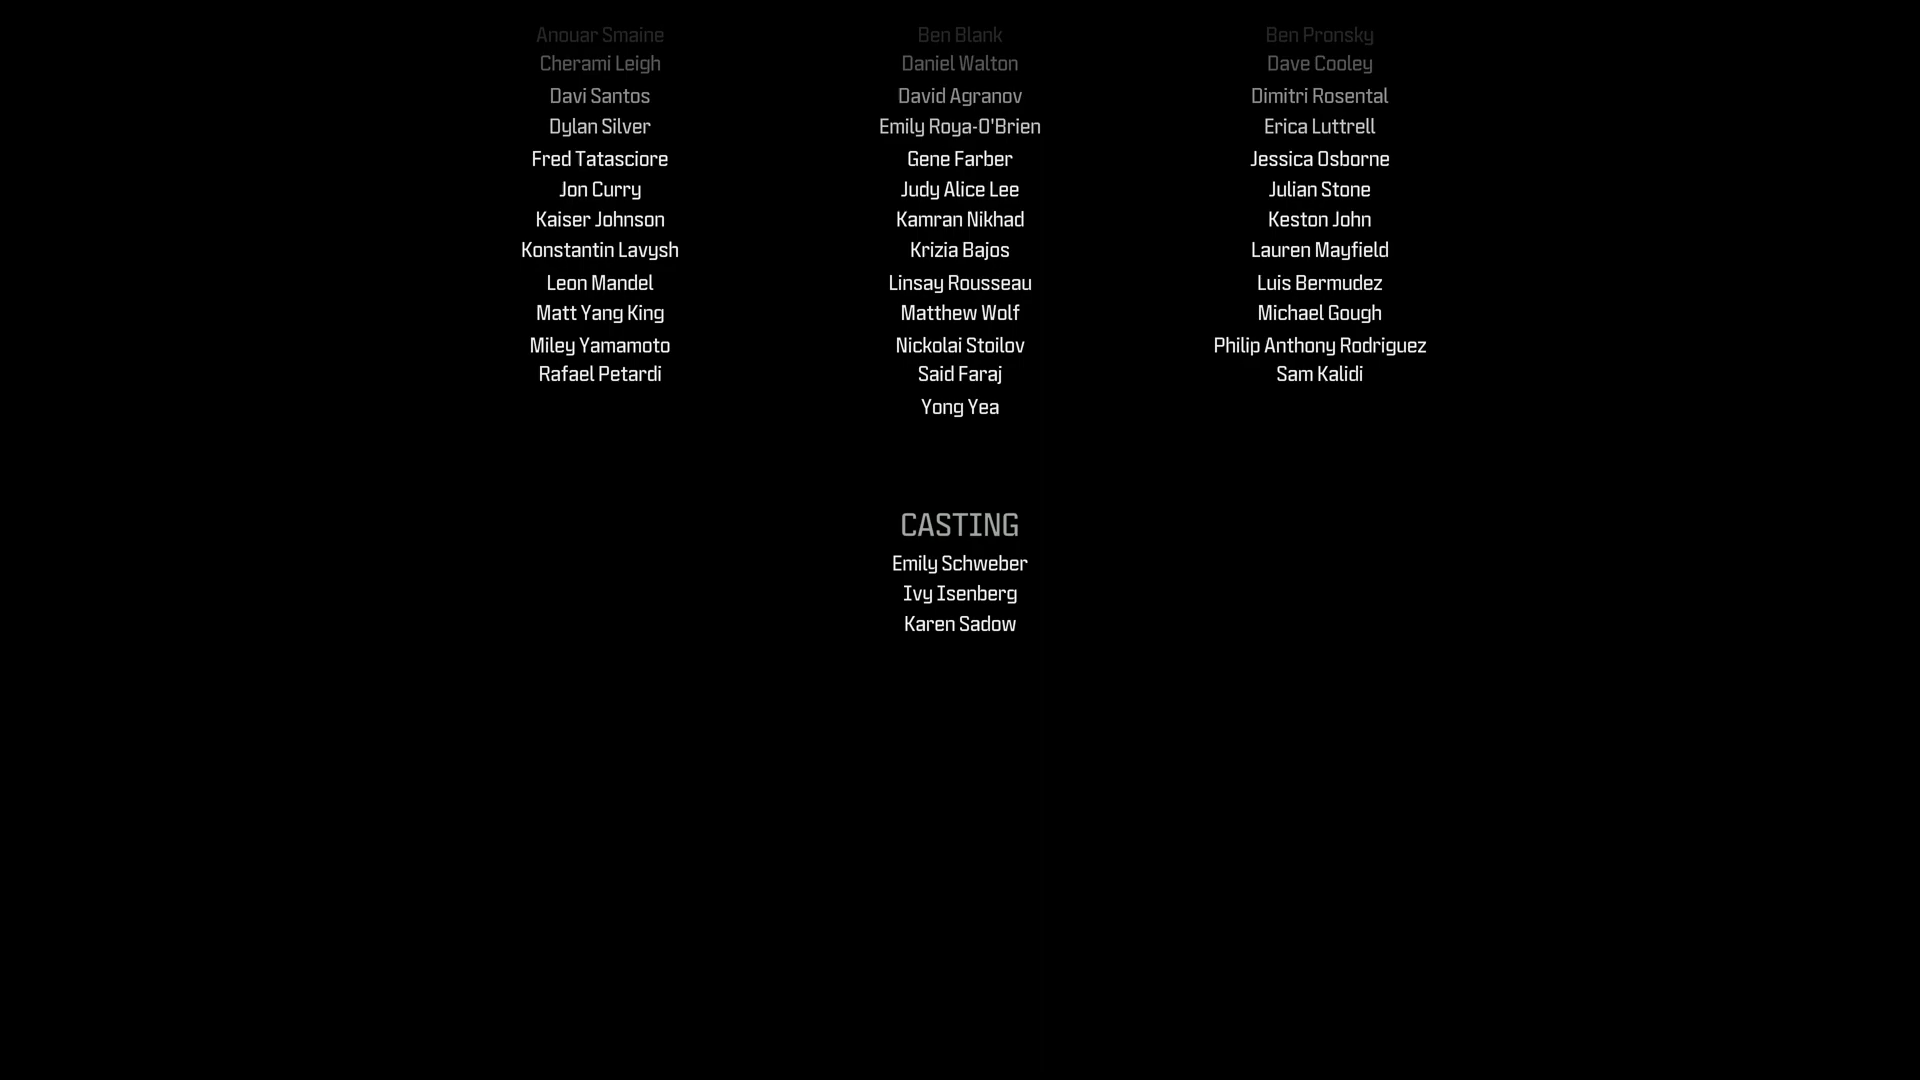 Anouar Smaine Ben Blank Ben Pronsky
Cherami Leigh Daniel Walton Dave Cooley
Davi Santos David Agranov Dimitri Rosental
Dylan Silver Emily Roya-O'Brien Erica Luttrell
Fred Tatasciore Gene Farber Jessica Osborne
Jon Curry Judy Alice Lee Julian Stone
Kaiser Johnson Kamran Nikhad Keston John
Konstantin Lavysh Krizia Bajos Lauren Mayfield
Leon Mandel Linsay Rousseau Luis Bermudez
Matt Yang King Matthew Wolf Michael Gough
Miley Yamamoto Nickolai Stoilov Philip Anthony Rodriguez
Rafael Petardi Said Faraj Sam Kalidi
Yong Yea
CASTING
Emily Schweber
Ivy Isenberg
Karen Sadow